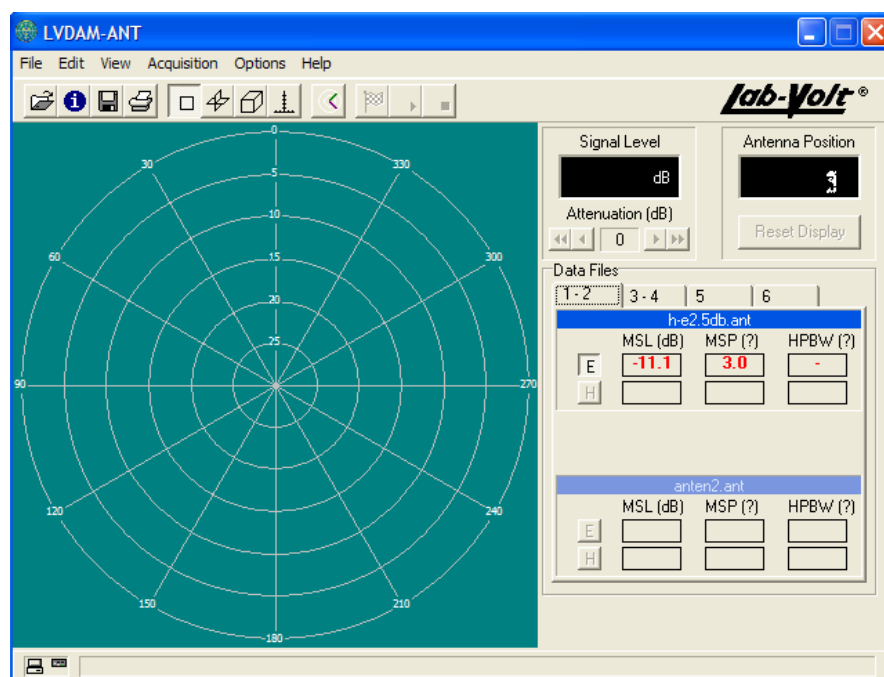 LVDAM-ANT
File Edit View Acquisition Options Help
Lab-Volt ®
Signal Level
dB
Attenuation (dB)
0
Antenna Position
Reset Display
0
30
330
5
10
60
300
15
20
25
90
270
120
240
150
210
180
Data Files
1 - 2
3 - 4
5
6
h-e2.5db.ant
MSL (dB) MSP (?) HPBW (?)
E -11.1 3.0 -
H
anten2.ant
MSL (dB) MSP (?) HPBW (?)
E
H